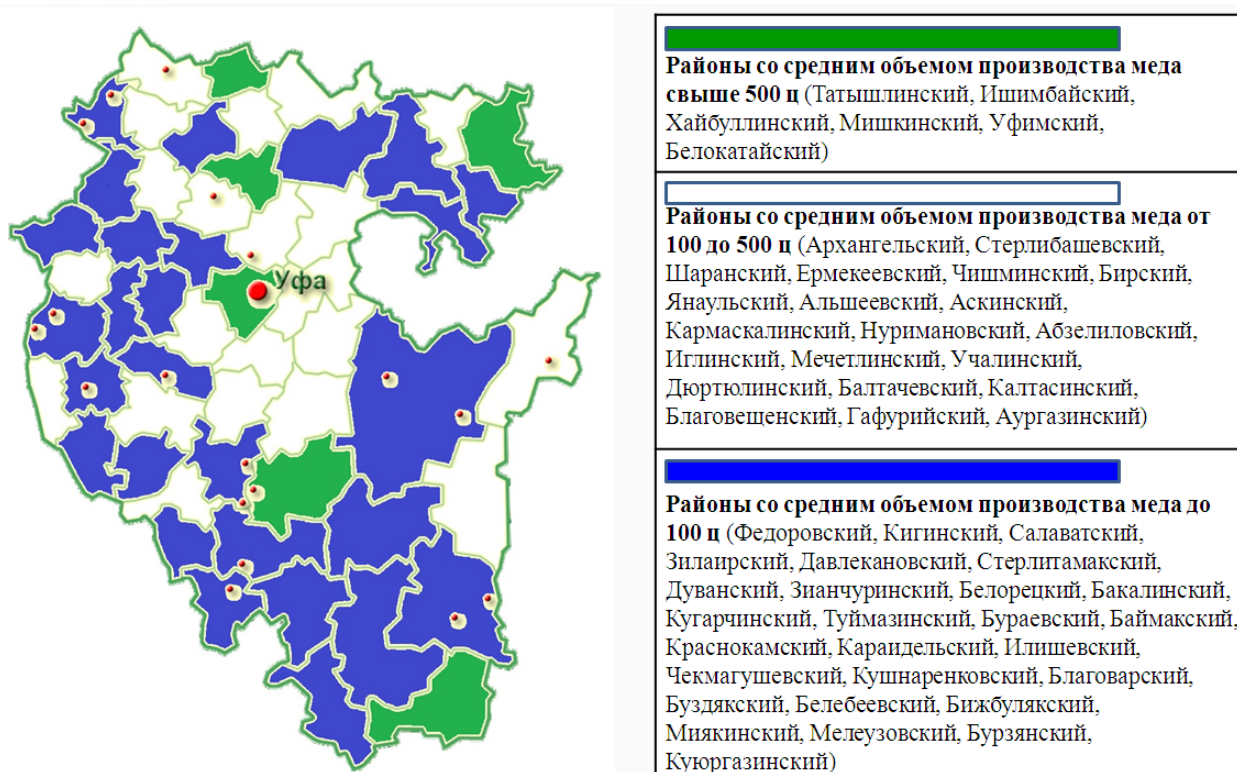 Уфа
Районы со средним объемом производства меда
свыше 500 ц (Татышлинский, Ишимбайский,
Хайбуллинский, Мишкинский, Уфимский,
Белокатайский)
Районы со средним объемом производства меда от
100 до 500 ц (Архангельский, Стерлибашевский,
Шаранский, Ермекеевский, Чишминский, Бирский,
Янаульский, Альшеевский, Аскинский,
Кармаскалинский, Нуримановский, Абзелиловский,
Иглинский, Мечетлинский, Учалинский,
Дюртюлинский, Балтачевский, Калтасинский,
Благовещенский, Гафурийский, Аургазинский)
Районы со средним объемом производства меда до
100 ц (Федоровский, Кигинский, Салаватский,
Зилаирский, Давлекановский, Стерлитамакский,
Дуванский, Зианчуринский, Белорецкий, Бакалинский,
Кугарчинский, Туймазинский, Бураевский, Баймакский,
Краснокамский, Караидельский, Илишевский,
Чекмагушевский, Кушнаренковский, Благоварский,
Буздякский, Белебеевский, Бижбулякский,
Миякинский, Мелеузовский, Бурзянский,
Куюргазинский)